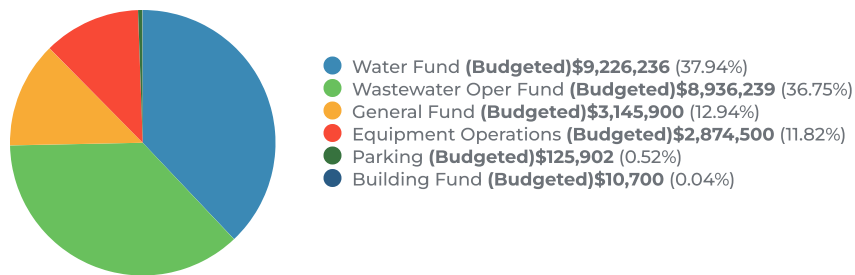 Water Fund (Budgeted)$9,226,236 (37.94%)
Wastewater Oper Fund (Budgeted)$8,936,239 (36.75%)
General Fund (Budgeted)$3,145,900 (12.94%)
Equipment Operations (Budgeted)$2,874,500 (11.82%)
Parking (Budgeted)$125,902 (0.52%)
Building Fund (Budgeted)$10,700 (0.04%)